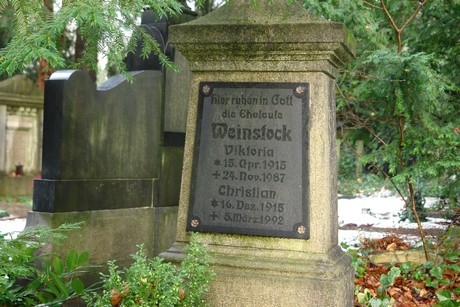 Hier ruhen in Gott
die Eheleute
Weinstock
Viktoria
* 15. Apr. 1915
+ 24. Nov. 1987
Christian
* 16. Dez. 1915
+ 5. März 1992